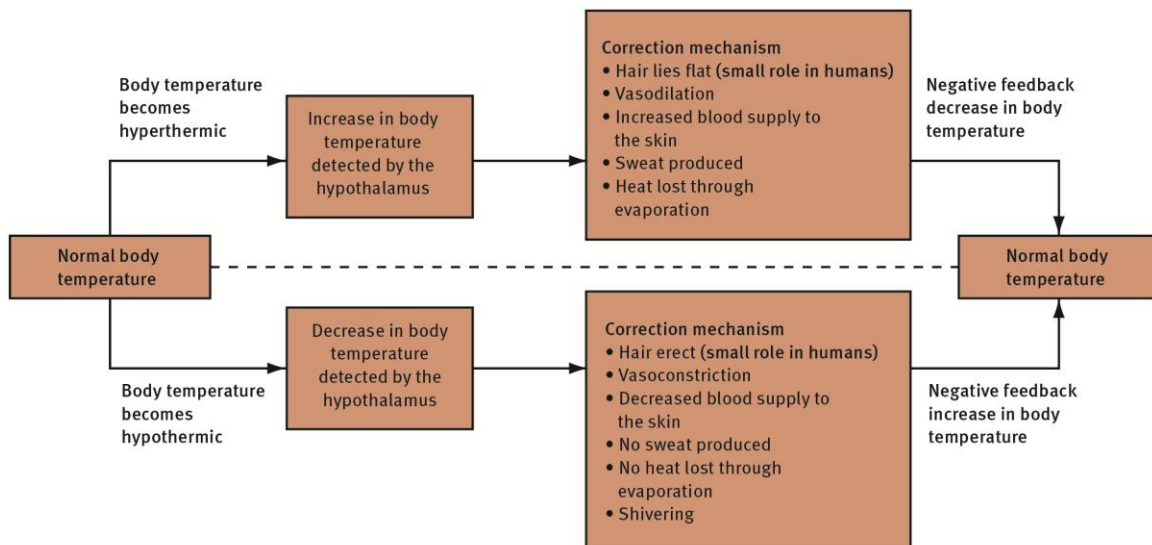 Normal body
temperature
Body temperature
becomes
hyperthermic
Increase in body
temperature
detected by the
hypothalamus
Correction mechanism
• Hair lies flat (small role in humans)
• Vasodilation
• Increased blood supply to
the skin
• Sweat produced
• Heat lost through
evaporation
Negative feedback
decrease in body
temperature
Normal body
temperature
Body temperature
becomes
hypothermic
Decrease in body
temperature
detected by the
hypothalamus
Correction mechanism
• Hair erect (small role in humans)
• Vasoconstriction
• Decreased blood supply to
the skin
• No sweat produced
• No heat lost through
evaporation
• Shivering
Negative feedback
increase in body
temperature